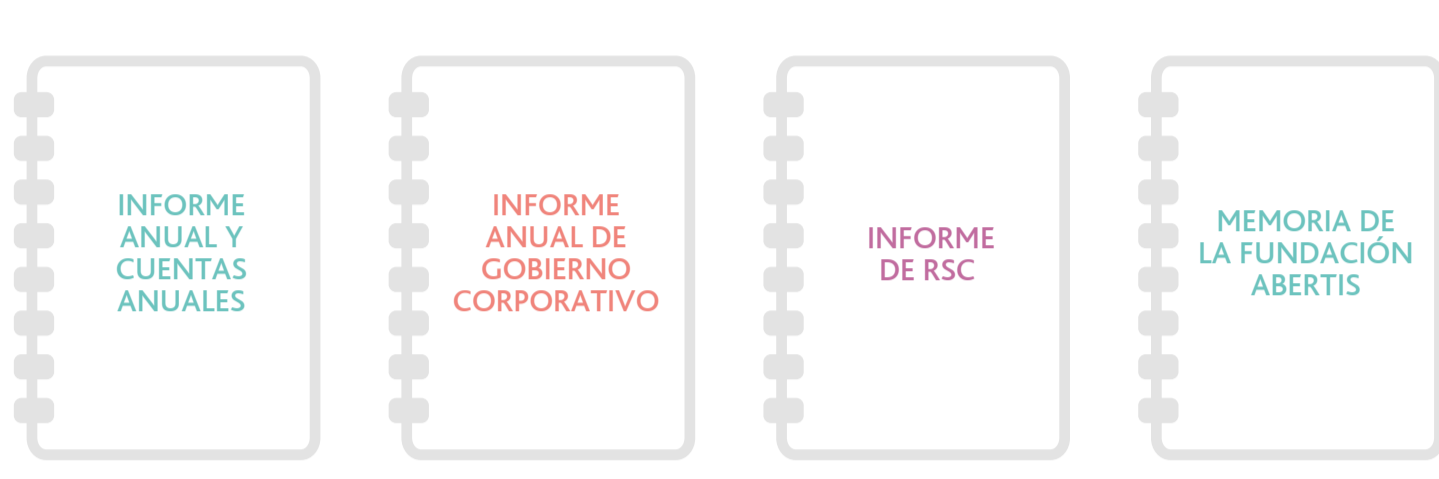 INFORME
ANUAL Y
CUENTAS
ANUALES
INFORME
ANUAL DE
GOBIERNO
CORPORATIVO
INFORME
DE RSC
MEMORIA DE
LA FUNDACIÓN
ABERTIS